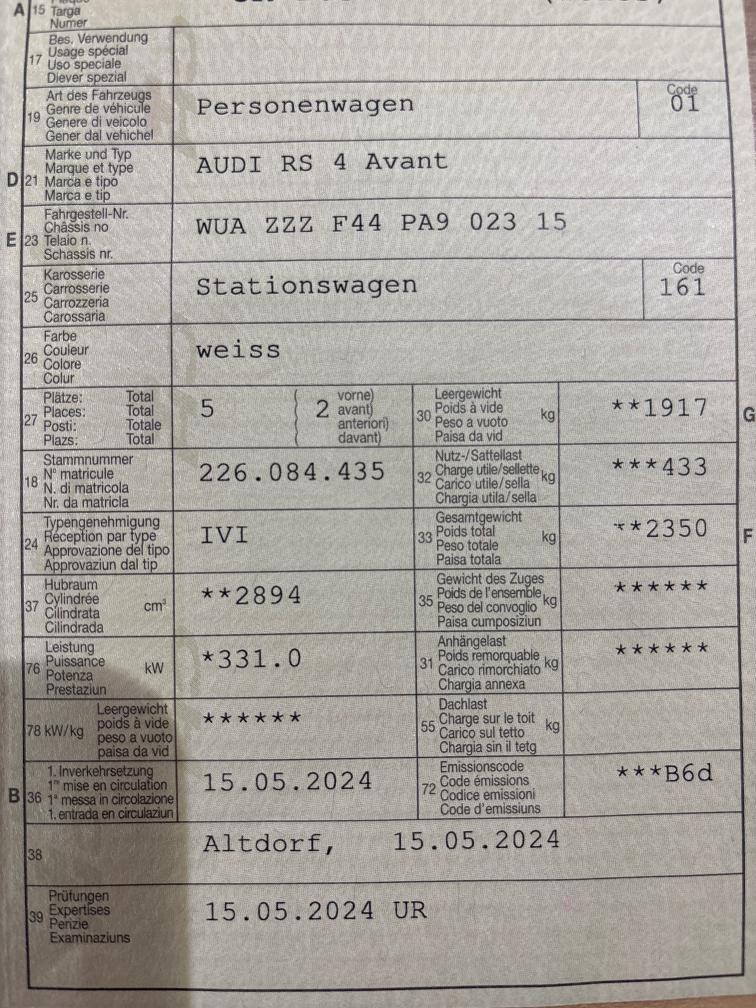 A 15 Targa
Numer
17 Bes. Verwendung
Usage spécial
Uso speciale
Diever spezial
19 Art des Fahrzeugs
Genre de véhicule
Genere di veicolo
Gener dal vehichel
Personenwagen
Code
01
D 21 Marke und Typ
Marque et type
Marca e tipo
Marca e tip
AUDI RS 4 Avant
E 23 Fahrgestell-Nr.
Châssis no
Telaio n.
Schassis nr.
WUA ZZZ F44 PA9 023 15
25 Karosserie
Carrosserie
Carrozzeria
Carossaria
Stationswagen
Code
161
26 Farbe
Couleur
Colore
Colur
weiss
27 Plätze: Total
Places: Total
Posti: Totale
Plazs: Total
5
( 2 vorne)
avant)
anteriori)
davant)
30 Leergewicht
Poids à vide
Peso a vuoto
Paisa da vid
kg
**1917
G
18 Stammnummer
N° matricule
N. di matricola
Nr. da matricla
226.084.435
32 Nutz-/Sattellast
Charge utile/sellette
Carico utile/sella
Chargia utila/sella
kg
***433
24 Typengenehmigung
Réception par type
Approvazione del tipo
Approvaziun dal tip
IVI
33 Gesamtgewicht
Poids total
Peso totale
Paisa totala
kg
**2350
F
37 Hubraum
Cylindrée
Cilindrata
Cilindrada
cm³
**2894
35 Gewicht des Zuges
Poids de l'ensemble
Peso del convoglio
Paisa cumposiziun
kg
******
76 Leistung
Puissance
Potenza
Prestaziun
kW
*331.0
31 Anhängelast
Poids remorquable
Carico rimorchiato
Chargia annexa
kg
******
78 kW/kg
Leergewicht
poids à vide
peso a vuoto
paisa da vid
******
55 Dachlast
Charge sur le toit
Carico sul tetto
Chargia sin il tetg
kg
B 36 1. Inverkehrsetzung
1re mise en circulation
1a messa in circolazione
1. entrada en circulaziun
15.05.2024
72 Emissionscode
Code émissions
Codice emissioni
Code d'emissiuns
***B6d
38
Altdorf, 15.05.2024
39 Prüfungen
Expertises
Perizie
Examinaziuns
15.05.2024 UR